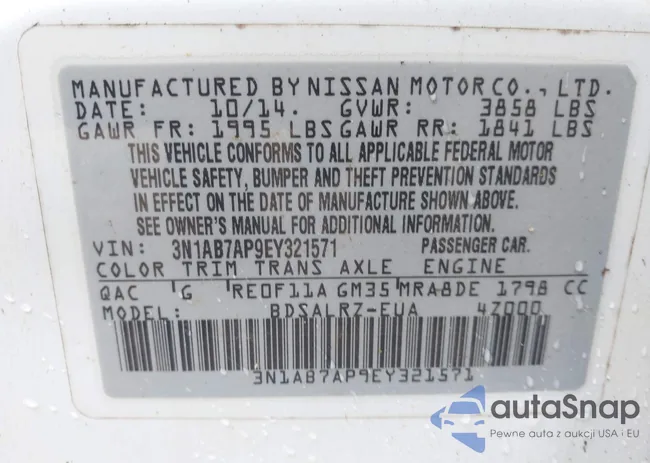 MANUFACTURED BY NISSAN MOTOR CO., LTD.
DATE: 10/14. GVWR: 3858 LBS
GAWR FR: 1995 LBS GAWR RR: 1841 LBS
THIS VEHICLE CONFORMS TO ALL APPLICABLE FEDERAL MOTOR
VEHICLE SAFETY, BUMPER AND THEFT PREVENTION STANDARDS
IN EFFECT ON THE DATE OF MANUFACTURE SHOWN ABOVE.
SEE OWNER'S MANUAL FOR ADDITIONAL INFORMATION.
VIN: 3N1AB7AP9EY321571 PASSENGER CAR.
COLOR TRIM TRANS AXLE ENGINE
QAC G RE0F11A GM35 MRA8DE 1798 CC
MODEL: BDSALRZ-EUA 4Z000
3N1AB7AP9EY321571
autaSnap
Pewne auta z aukcji USA i EU